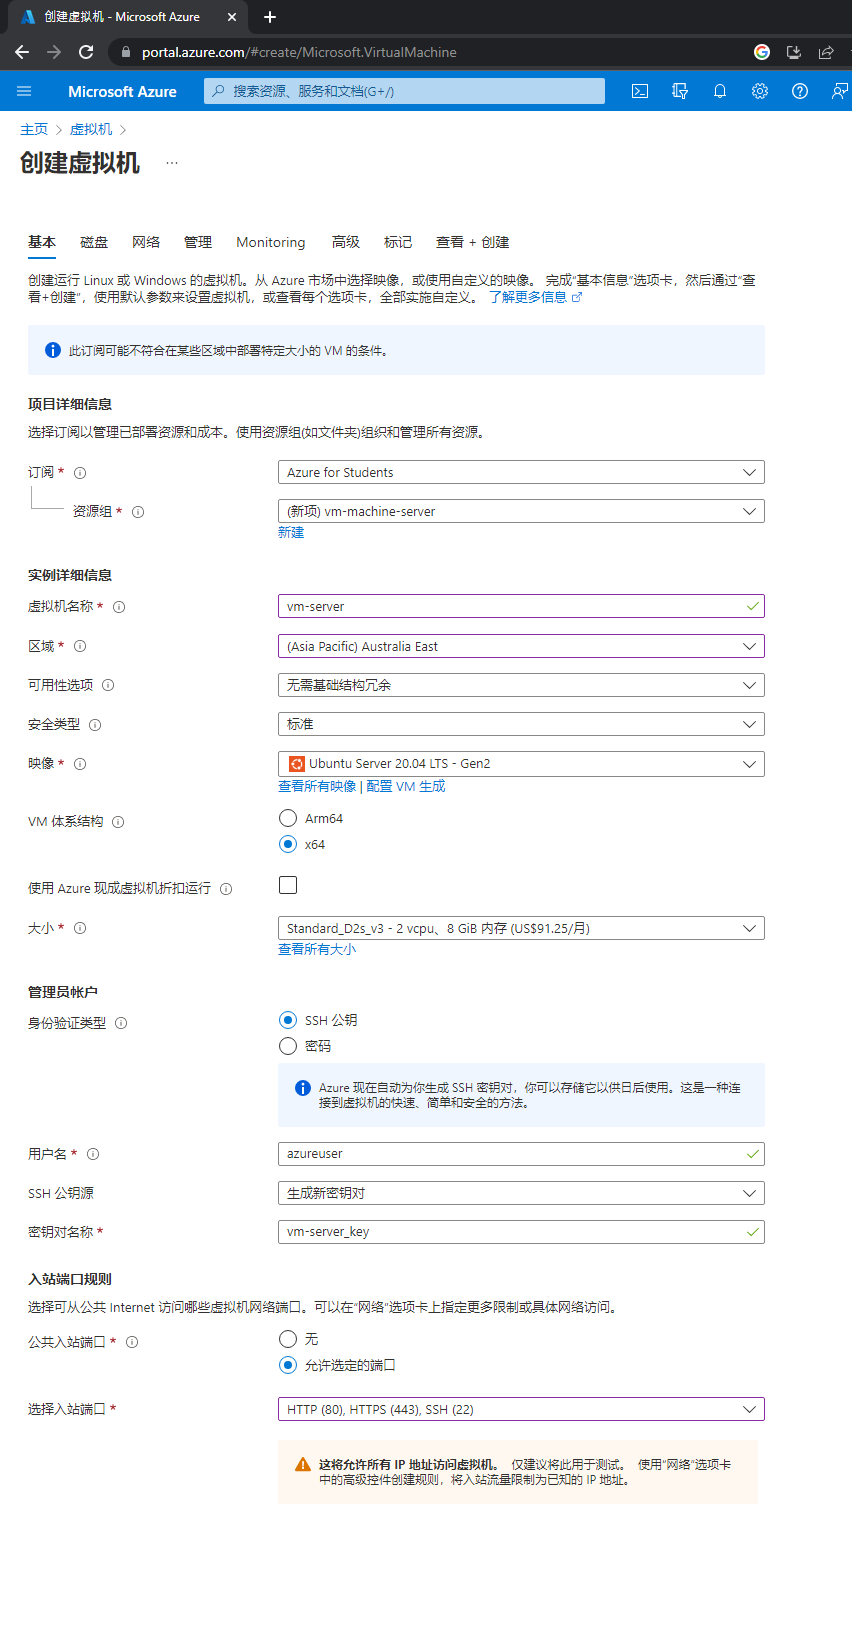 创建虚拟机 - Microsoft Azure
portal.azure.com/#create/Microsoft.VirtualMachine
Microsoft Azure
搜索资源、服务和文档(G+/)
主页 > 虚拟机 >
创建虚拟机 ...
基本 磁盘 网络 管理 Monitoring 高级 标记 查看 + 创建
创建运行 Linux 或 Windows 的虚拟机。从 Azure 市场中选择映像，或使用自定义的映像。 完成“基本信息”选项卡，然后通过“查
看+创建”，使用默认参数来设置虚拟机，或查看每个选项卡，全部实施自定义。 了解更多信息
此订阅可能不符合在某些区域中部署特定大小的 VM 的条件。
项目详细信息
选择订阅以管理已部署资源和成本。使用资源组(如文件夹)组织和管理所有资源。
订阅 * Azure for Students
资源组 * (新项) vm-machine-server
新建
实例详细信息
虚拟机名称 * vm-server
区域 * (Asia Pacific) Australia East
可用性选项 无需基础结构冗余
安全类型 标准
映像 * Ubuntu Server 20.04 LTS - Gen2
查看所有映像 | 配置 VM 生成
VM 体系结构 Arm64
x64
使用 Azure 现成虚拟机折扣运行
大小 * Standard_D2s_v3 - 2 vcpu、8 GiB 内存 (US$91.25/月)
查看所有大小
管理员帐户
身份验证类型 SSH 公钥
密码
Azure 现在自动为你生成 SSH 密钥对，你可以存储它以供日后使用。这是一种连
接到虚拟机的快速、简单和安全的方法。
用户名 * azureuser
SSH 公钥源 生成新密钥对
密钥对名称 * vm-server_key
入站端口规则
选择可从公共 Internet 访问哪些虚拟机网络端口。可以在“网络”选项卡上指定更多限制或具体网络访问。
公共入站端口 * 无
允许选定的端口
选择入站端口 * HTTP (80), HTTPS (443), SSH (22)
这将允许所有 IP 地址访问虚拟机。 仅建议将此用于测试。 使用“网络”选项卡
中的高级控件创建规则，将入站流量限制为已知的 IP 地址。